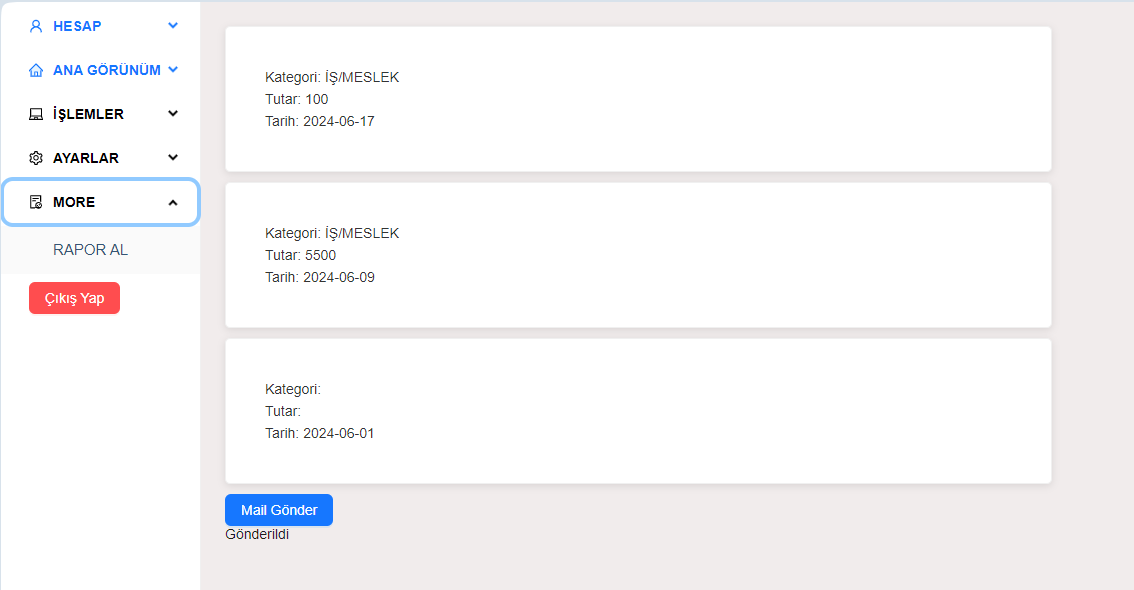 HESAP
ANA GÖRÜNÜM
İŞLEMLER
AYARLAR
MORE
RAPOR AL
Çıkış Yap
Kategori: İŞ/MESLEK
Tutar: 100
Tarih: 2024-06-17
Kategori: İŞ/MESLEK
Tutar: 5500
Tarih: 2024-06-09
Kategori:
Tutar:
Tarih: 2024-06-01
Mail Gönder
Gönderildi